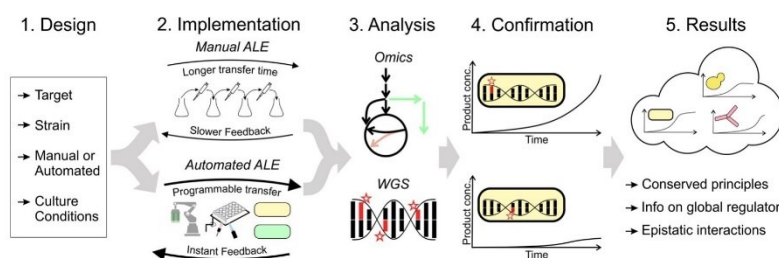 1. Design
2. Implementation
3. Analysis
4. Confirmation
5. Results
→ Target
→ Strain
→ Manual or
Automated
→ Culture
Conditions
Manual ALE
Longer transfer time
Slower Feedback
Automated ALE
Programmable transfer
Instant Feedback
Omics
WGS
Product conc.
Time
Product conc.
Time
→ Conserved principles
→ Info on global regulator
→ Epistatic interactions